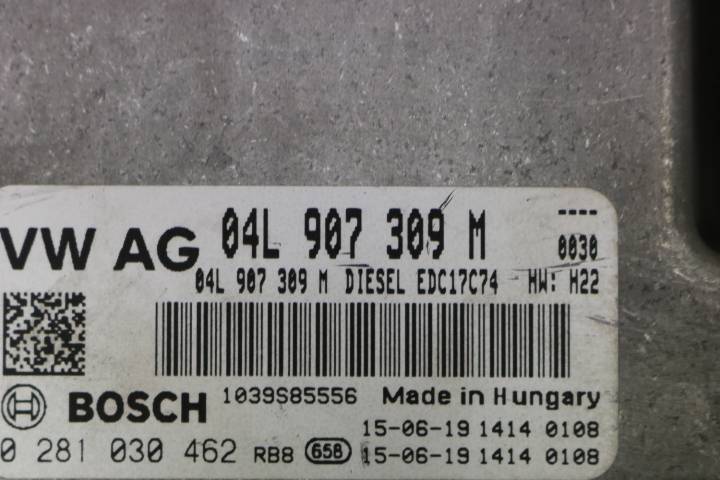 VW AG 04L 907 309 M ----
0030
04L 907 309 M DIESEL EDC17C74 HW: H22
BOSCH 1039S85556 Made in Hungary
15-06-19 1414 0108
0 281 030 462 RB8 658 15-06-19 1414 0108